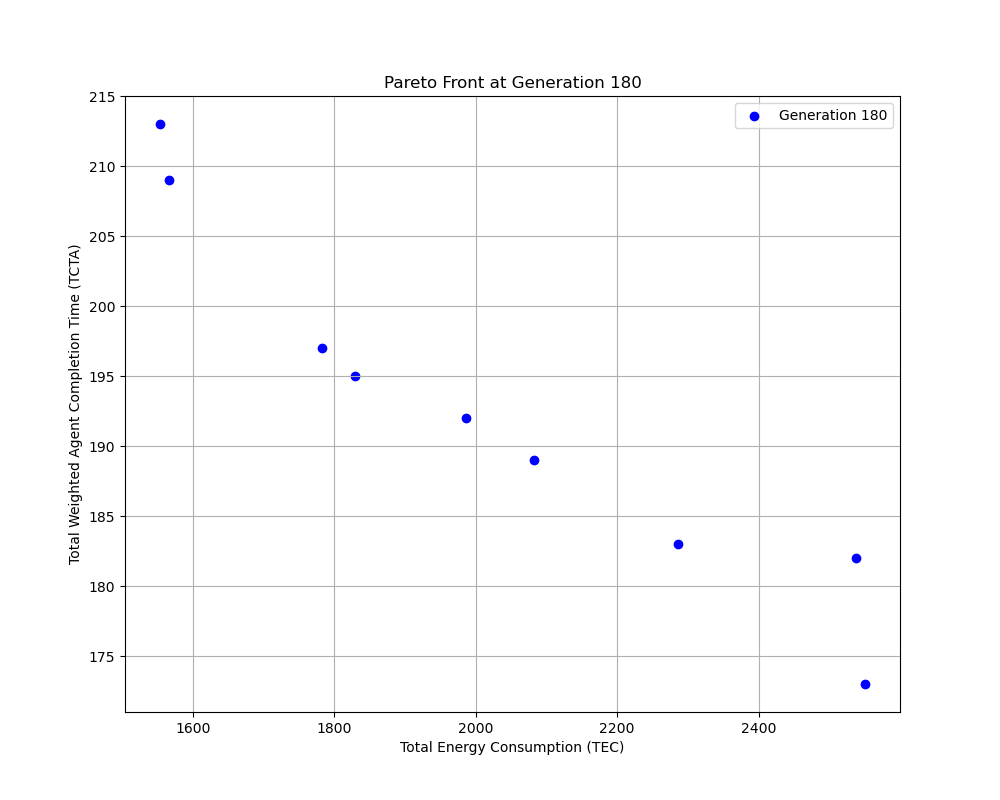 Pareto Front at Generation 180
Generation 180
Total Weighted Agent Completion Time (TCTA)
215
210
205
200
195
190
185
180
175
1600 1800 2000 2200 2400
Total Energy Consumption (TEC)